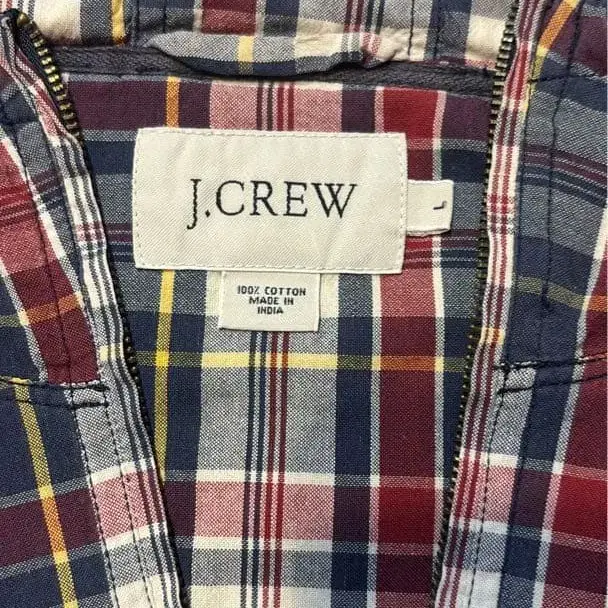 J.CREW
L
100% COTTON
MADE IN
INDIA